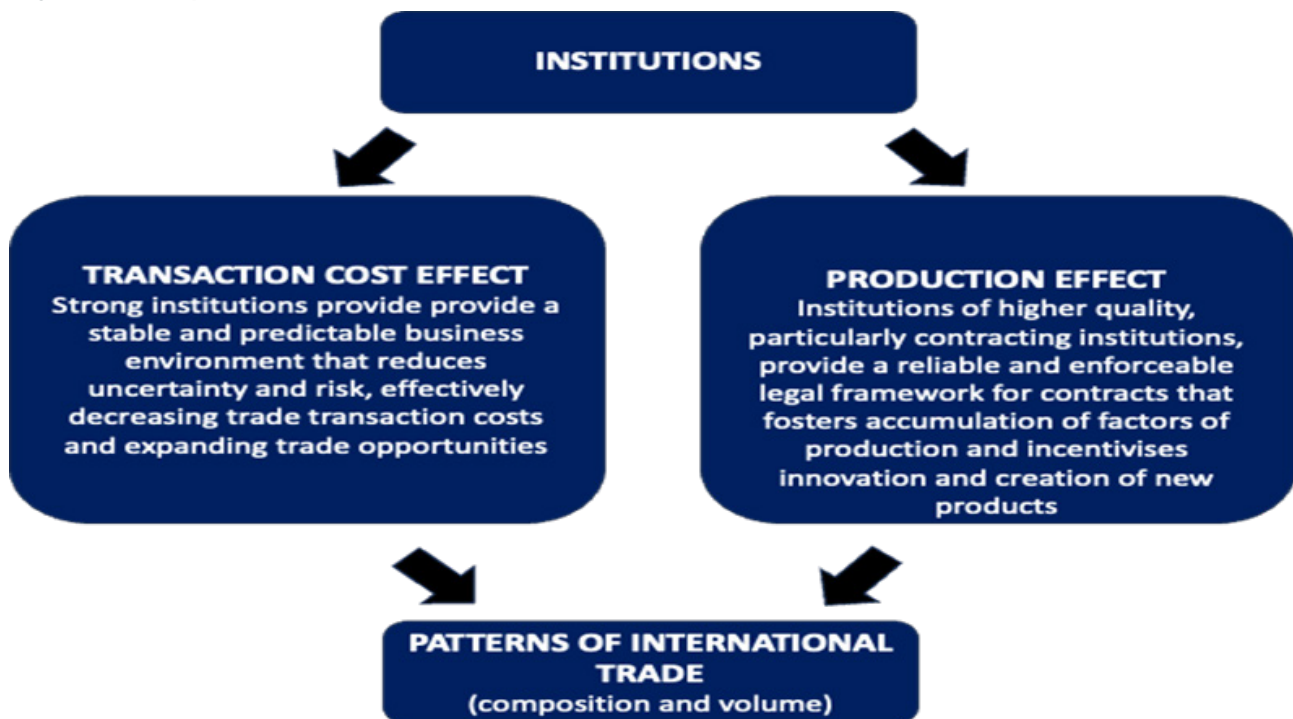 INSTITUTIONS
TRANSACTION COST EFFECT
Strong institutions provide provide a
stable and predictable business
environment that reduces
uncertainty and risk, effectively
decreasing trade transaction costs
and expanding trade opportunities
PRODUCTION EFFECT
Institutions of higher quality,
particularly contracting institutions,
provide a reliable and enforceable
legal framework for contracts that
fosters accumulation of factors of
production and incentivises
innovation and creation of new
products
PATTERNS OF INTERNATIONAL
TRADE
(composition and volume)